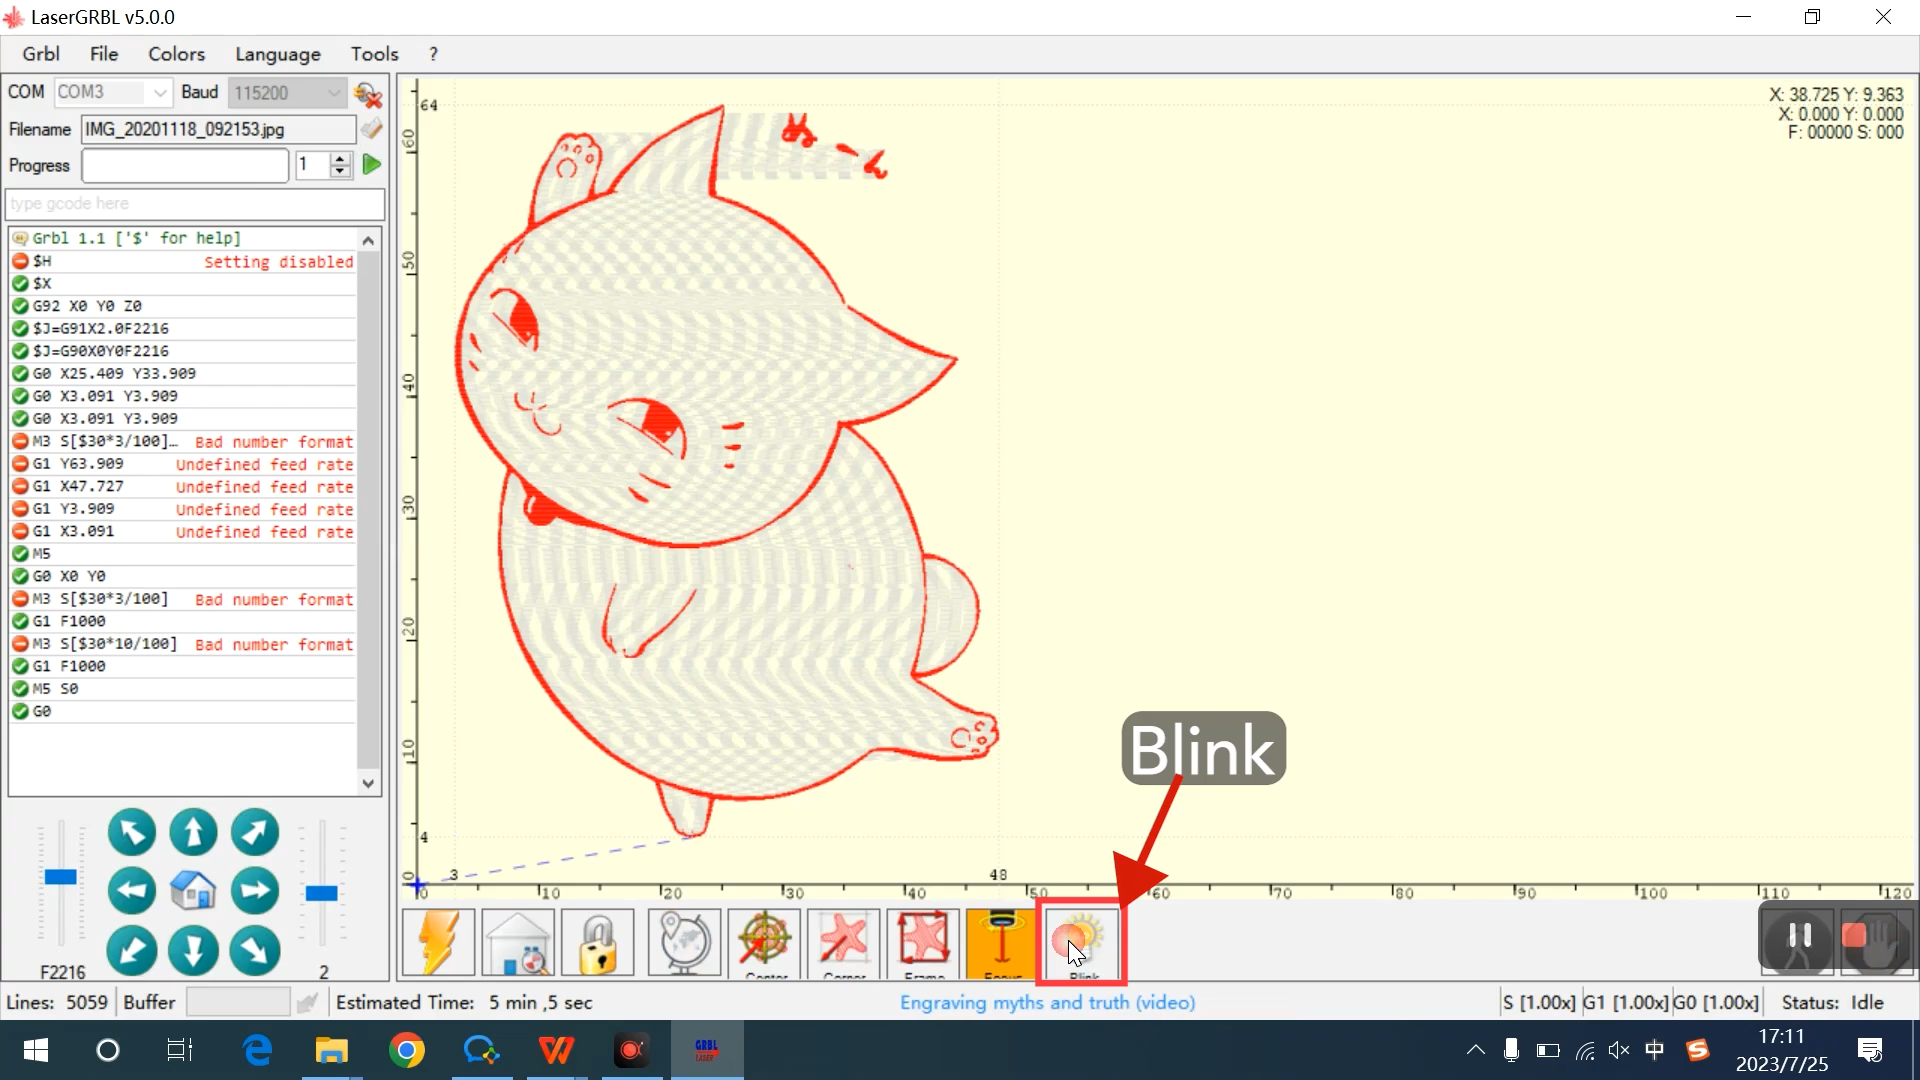 LaserGRBL v5.0.0
Grbl File Colors Language Tools ?
COM COM3 Baud 115200
Filename IMG_20201118_092153.jpg
Progress 1
type gcode here
Grbl 1.1 ['$' for help]
$H Setting disabled
$X
G92 X0 Y0 Z0
$J=G91X2.0F2216
$J=G90X0Y0F2216
G0 X25.409 Y33.909
G0 X3.091 Y3.909
G0 X3.091 Y3.909
M3 S[$30*3/100]… Bad number format
G1 Y63.909 Undefined feed rate
G1 X47.727 Undefined feed rate
G1 Y3.909 Undefined feed rate
G1 X3.091 Undefined feed rate
M5
G0 X0 Y0
M3 S[$30*3/100] Bad number format
G1 F1000
M3 S[$30*10/100] Bad number format
G1 F1000
M5 S0
G0
F2216
2
X: 38.725 Y: 9.363
X: 0.000 Y: 0.000
F: 00000 S: 000
64
60
50
40
30
20
10
4
0
3 48
0 10 20 30 40 50 60 70 80 90 100 110 120
Blink
Center Corner Frame Focus Blink
Lines: 5059 Buffer Estimated Time: 5 min ,5 sec Engraving myths and truth (video) S [1.00x] G1 [1.00x] G0 [1.00x] Status: Idle
GRBL
LASER
中
17:11
2023/7/25